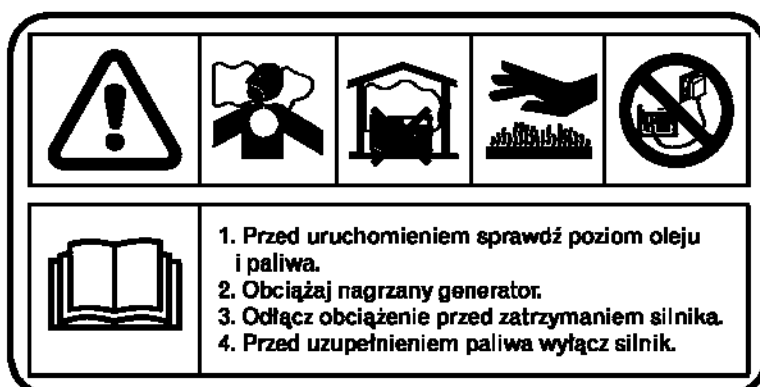 1. Przed uruchomieniem sprawdź poziom oleju
i paliwa.
2. Obciążaj nagrzany generator.
3. Odłącz obciążenie przed zatrzymaniem silnika.
4. Przed uzupełnieniem paliwa wyłącz silnik.